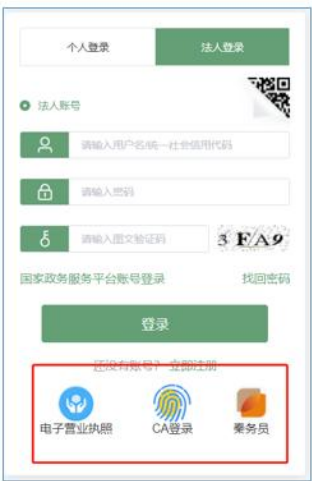 个人登录
法人登录
法人账号
请输入用户名/统一社会信用代码
请输入密码
请输入图文验证码
3 FA9
国家政务服务平台账号登录
找回密码
登录
还没有账号？ 立即注册
电子营业执照
CA登录
秦务员